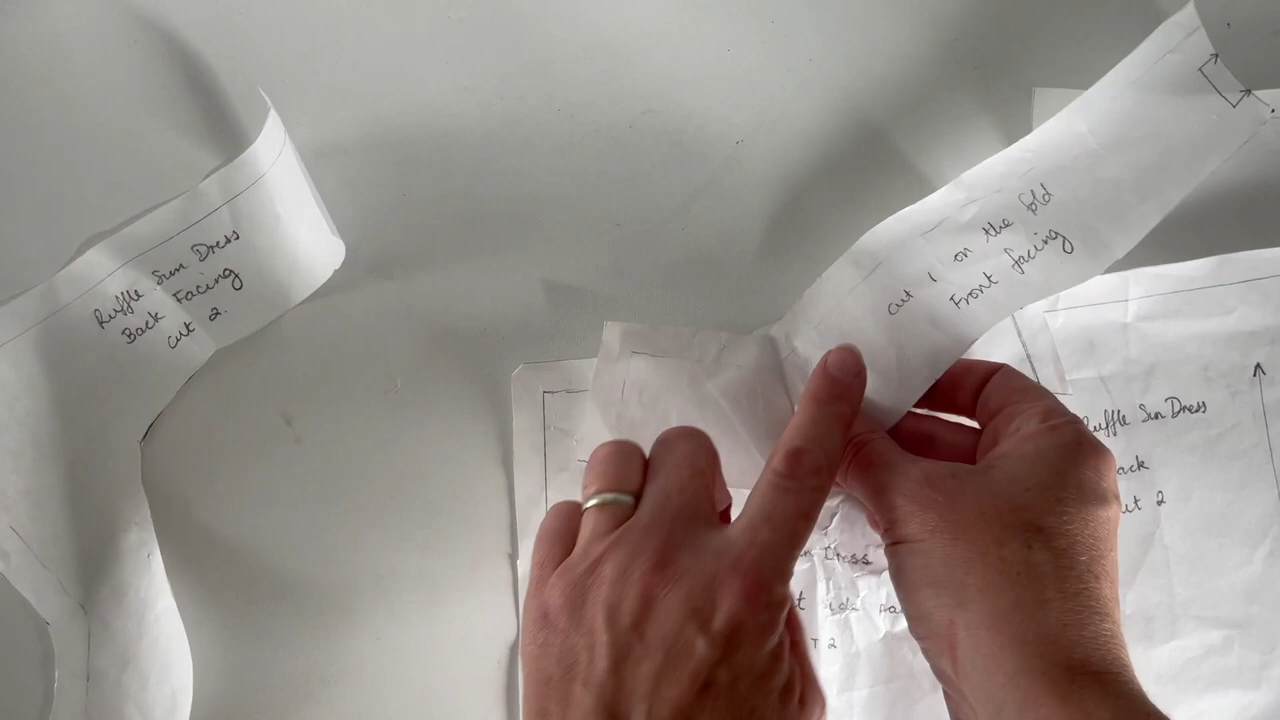 Ruffle Sun Dress
Back Facing
cut 2.
cut 1 on the fold
Front facing
Ruffle Sun Dress
ack
ut 2
Dress
side
T 2